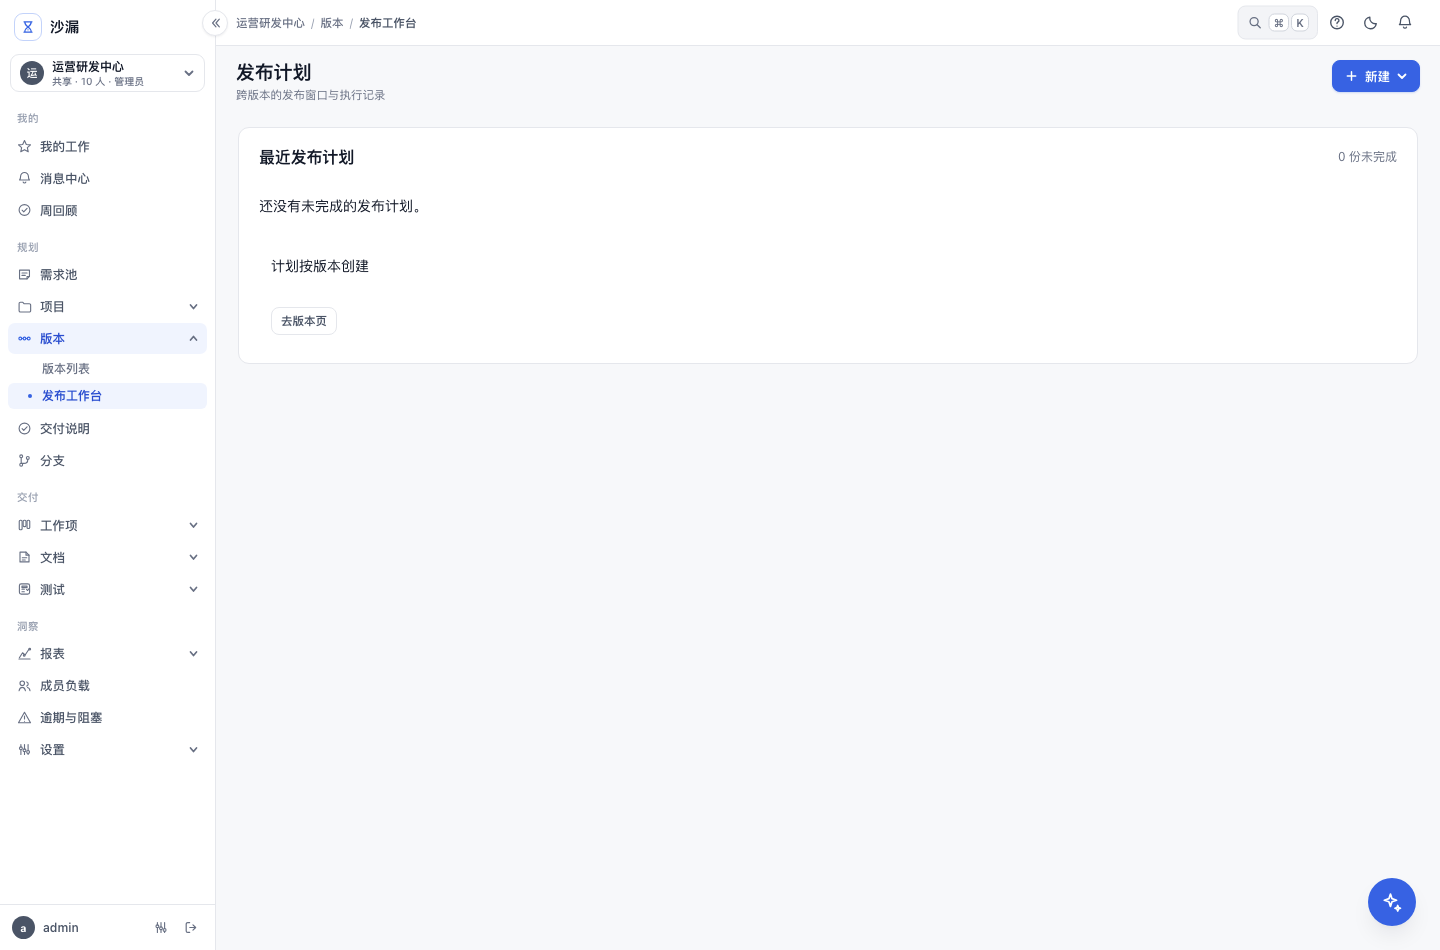 沙漏
运
运营研发中心
共享 · 10 人 · 管理员
我的
我的工作
消息中心
周回顾
规划
需求池
项目
版本
版本列表
发布工作台
交付说明
分支
交付
工作项
文档
测试
洞察
报表
成员负载
逾期与阻塞
设置
a admin
运营研发中心 / 版本 / 发布工作台
⌘ K
发布计划
跨版本的发布窗口与执行记录
新建
最近发布计划
0 份未完成
还没有未完成的发布计划。
计划按版本创建
去版本页